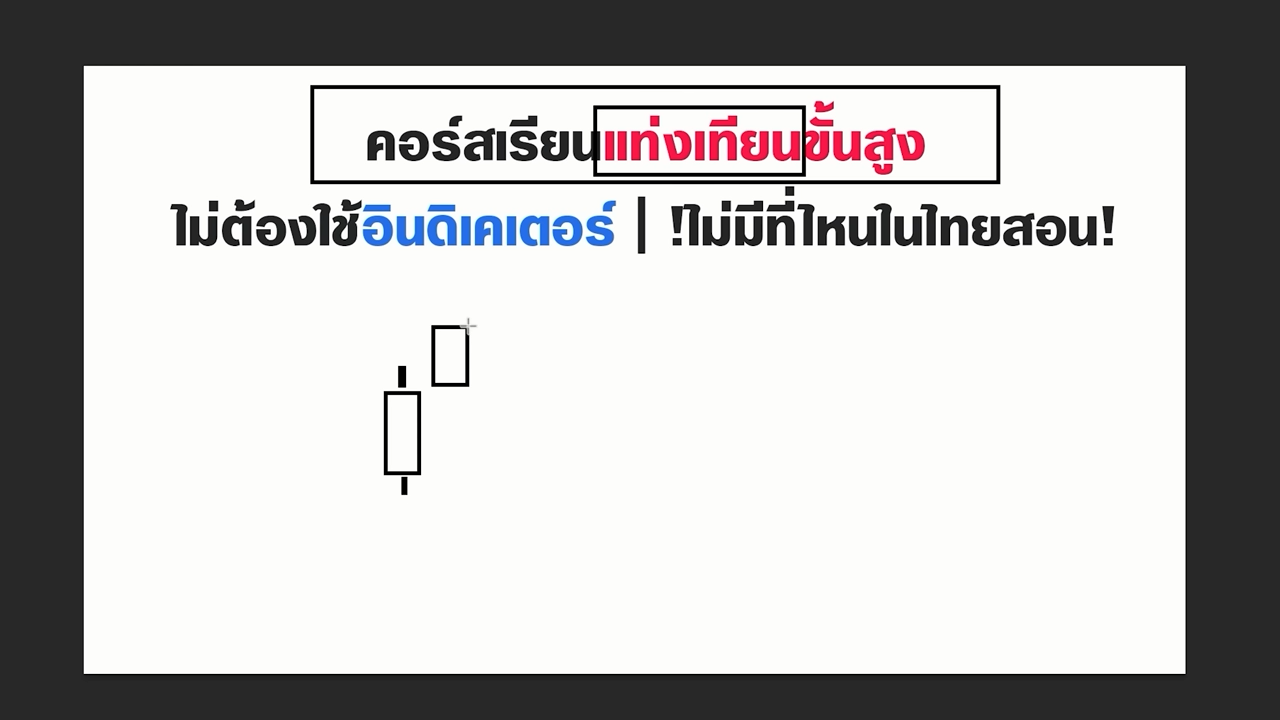 คอร์สเรียนแท่งเทียนขั้นสูง
ไม่ต้องใช้อินดิเคเตอร์ | !ไม่มีที่ไหนในไทยสอน!